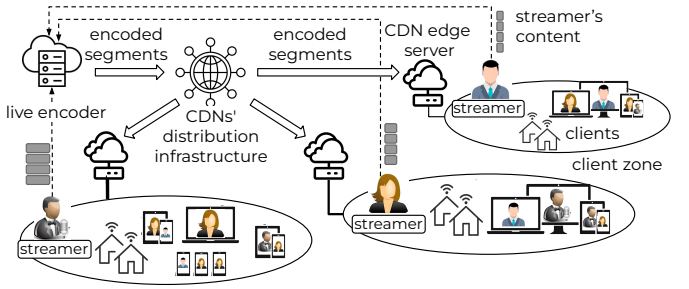 encoded
segments
encoded
segments
CDN edge
server
streamer's
content
live encoder
CDNs'
distribution
infrastructure
streamer
clients
client zone
streamer
streamer